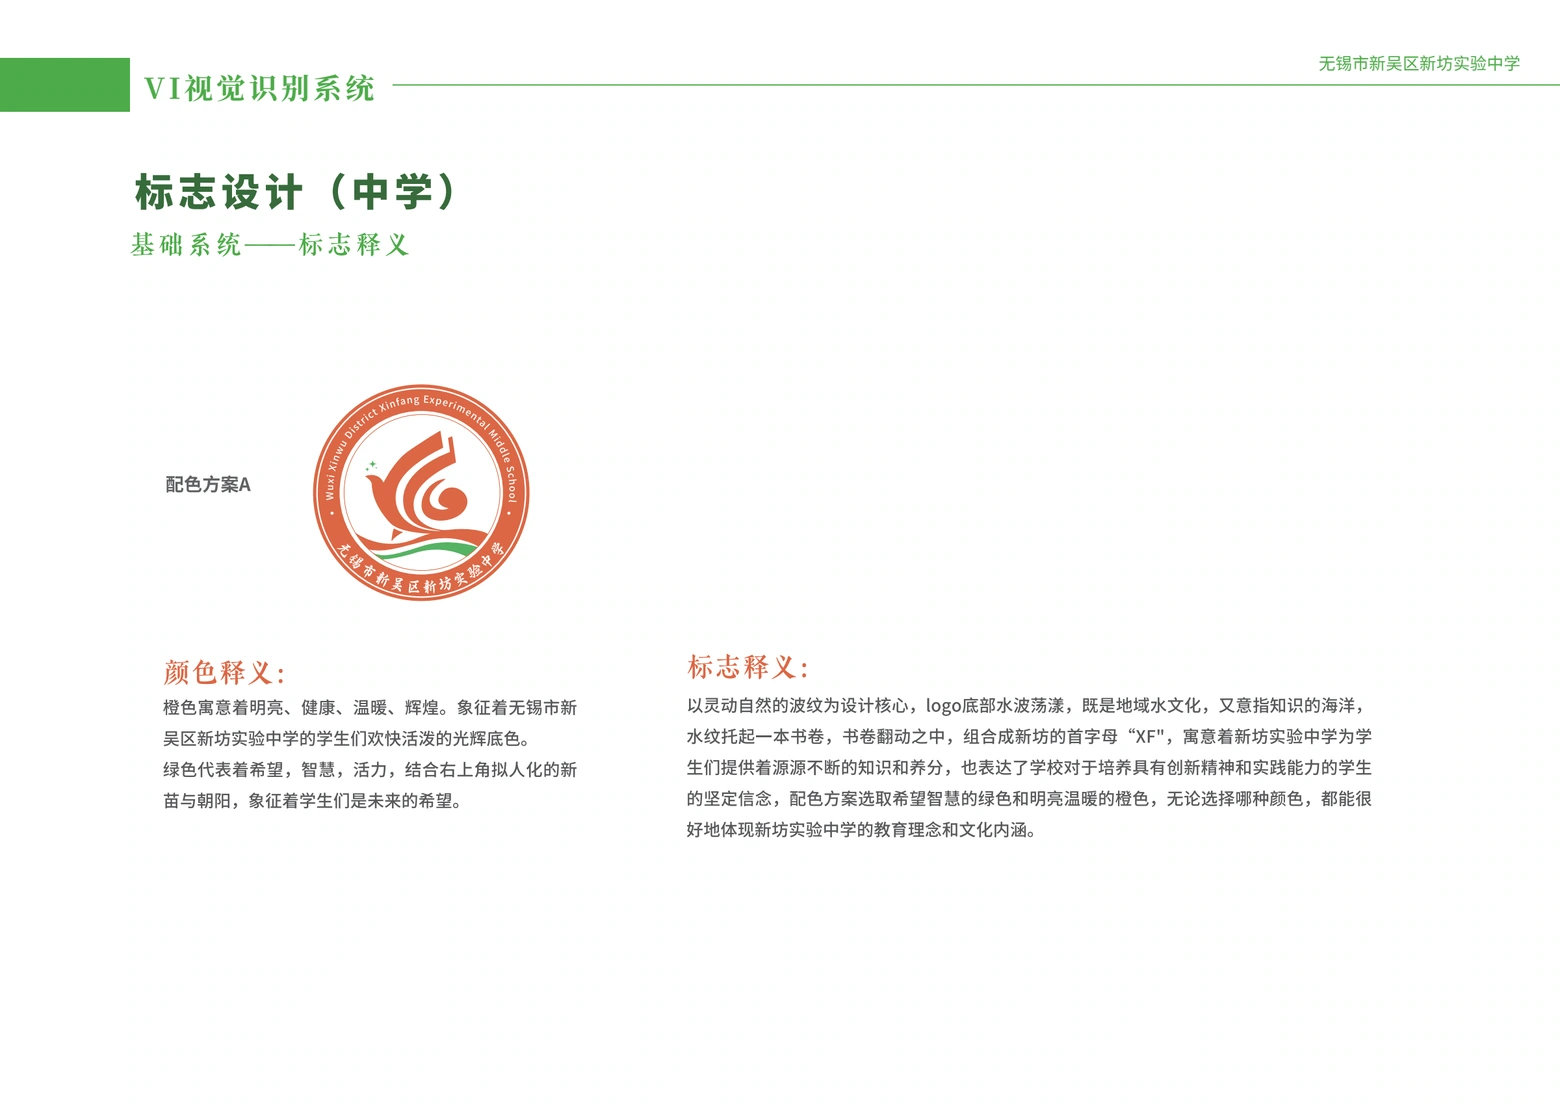 无锡市新吴区新坊实验中学
VI视觉识别系统
标志设计（中学）
基础系统——标志释义
配色方案A
Wuxi Xinwu District Xinfang Experimental Middle School
无锡市新吴区新坊实验中学
颜色释义：
橙色寓意着明亮、健康、温暖、辉煌。象征着无锡市新
吴区新坊实验中学的学生们欢快活泼的光辉底色。
绿色代表着希望，智慧，活力，结合右上角拟人化的新
苗与朝阳，象征着学生们是未来的希望。
标志释义：
以灵动自然的波纹为设计核心，logo底部水波荡漾，既是地域水文化，又意指知识的海洋，
水纹托起一本书卷，书卷翻动之中，组合成新坊的首字母“XF"，寓意着新坊实验中学为学
生们提供着源源不断的知识和养分，也表达了学校对于培养具有创新精神和实践能力的学生
的坚定信念，配色方案选取希望智慧的绿色和明亮温暖的橙色，无论选择哪种颜色，都能很
好地体现新坊实验中学的教育理念和文化内涵。